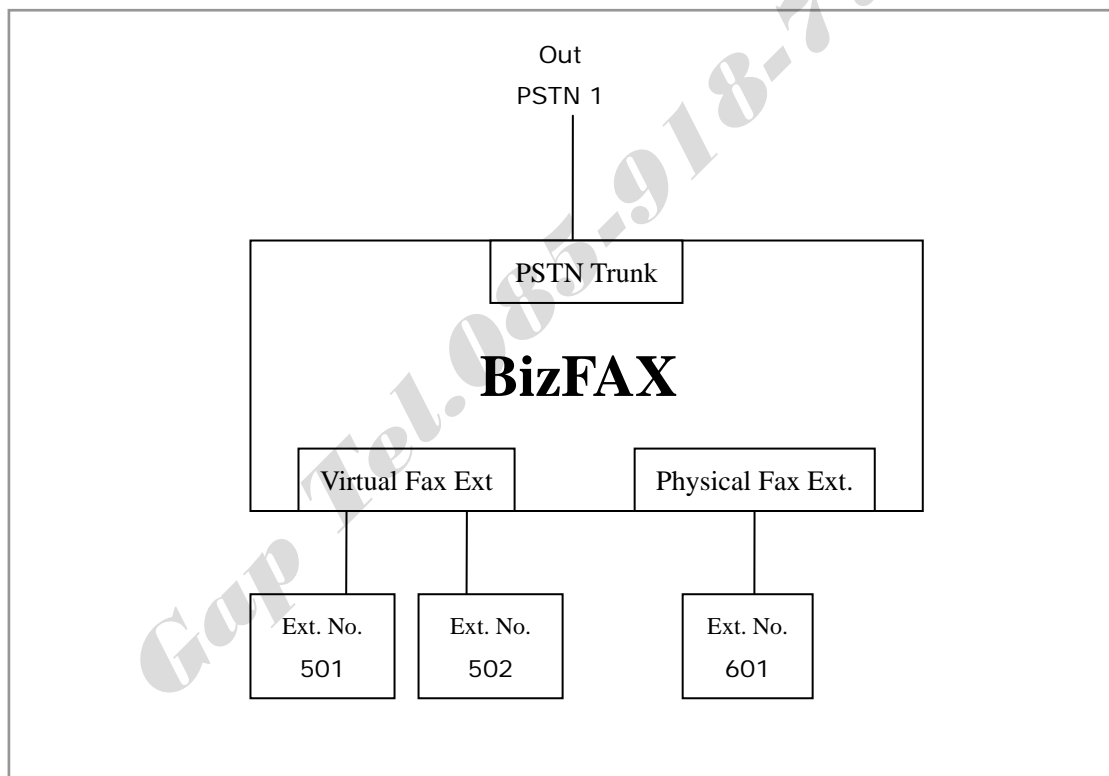 Out
PSTN 1
PSTN Trunk
BizFAX
Virtual Fax Ext
Physical Fax Ext.
Ext. No.
501
Ext. No.
502
Ext. No.
601
Gap Tel.085-918-7